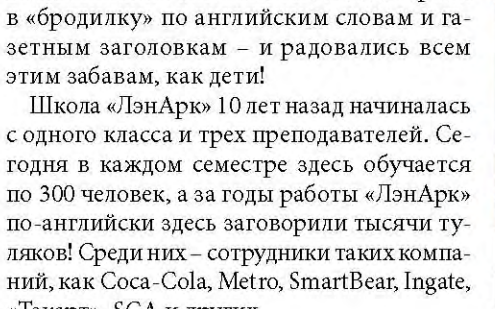 в «бродилку» по английским словам и га-
зетным заголовкам – и радовались всем
этим забавам, как дети!
Школа «ЛэнАрк» 10 лет назад начиналась
с одного класса и трех преподавателей. Се-
годня в каждом семестре здесь обучается
по 300 человек, а за годы работы «ЛэнАрк»
по-английски здесь заговорили тысячи ту-
ляков! Среди них – сотрудники таких компа-
ний, как Coca-Cola, Metro, SmartBear, Ingate,
SCA и других